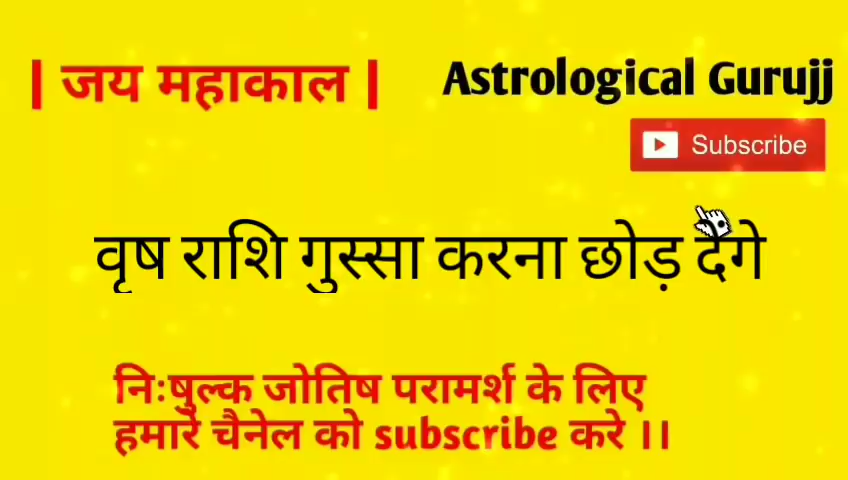 | जय महाकाल |
Astrological Gurujj
Subscribe
वृष राशि गुस्सा करना छोड़ देंगे
निःषुल्क जोतिष परामर्श के लिए
हमारे चैनेल को subscribe करे ।।